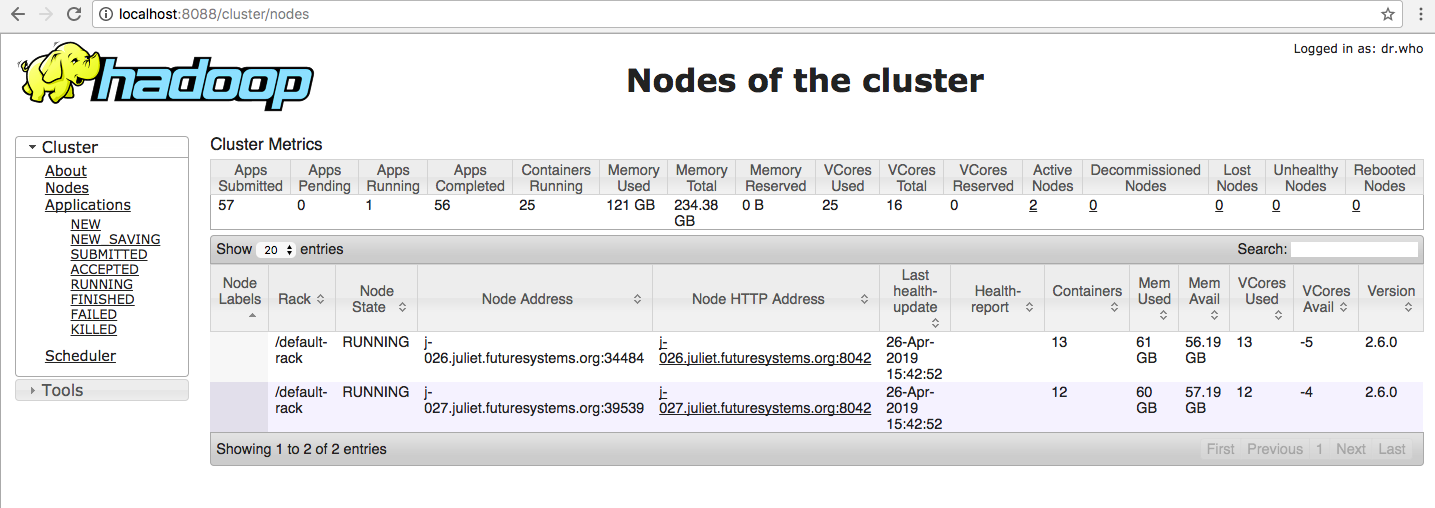 localhost:8088/cluster/nodes
Logged in as: dr.who
hadoop
Nodes of the cluster
Cluster
About
Nodes
Applications
NEW
NEW_SAVING
SUBMITTED
ACCEPTED
RUNNING
FINISHED
FAILED
KILLED
Scheduler
Tools
Cluster Metrics
Apps Apps Apps Apps Containers Memory Memory Memory VCores VCores VCores Active Decommissioned Lost Unhealthy Rebooted
Submitted Pending Running Completed Running Used Total Reserved Used Total Reserved Nodes Nodes Nodes Nodes Nodes
57 0 1 56 25 121 GB 234.38 0 B 25 16 0 2 0 0 0 0
GB
Show 20 entries Search:
Node Labels Rack Node State Node Address Node HTTP Address Last health-update Health-report Containers Mem Used Mem Avail VCores Used VCores Avail Version
/default- RUNNING j- j- 26-Apr- 13 61 56.19 13 -5 2.6.0
rack 026.juliet.futuresystems.org:34484 026.juliet.futuresystems.org:8042 2019 GB GB
15:42:52
/default- RUNNING j- j- 26-Apr- 12 60 57.19 12 -4 2.6.0
rack 027.juliet.futuresystems.org:39539 027.juliet.futuresystems.org:8042 2019 GB GB
15:42:52
Showing 1 to 2 of 2 entries First Previous 1 Next Last